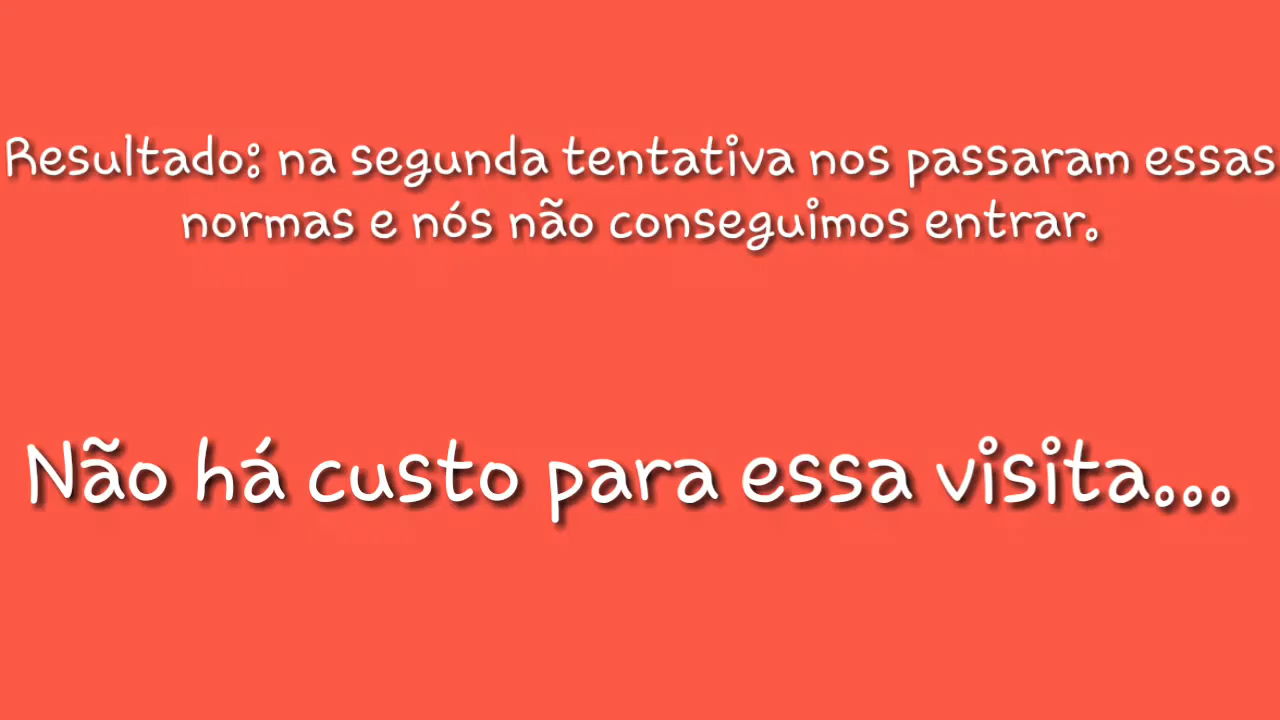 Resultado: na segunda tentativa nos passaram essas
normas e nós não conseguimos entrar.
Não há custo para essa visita...